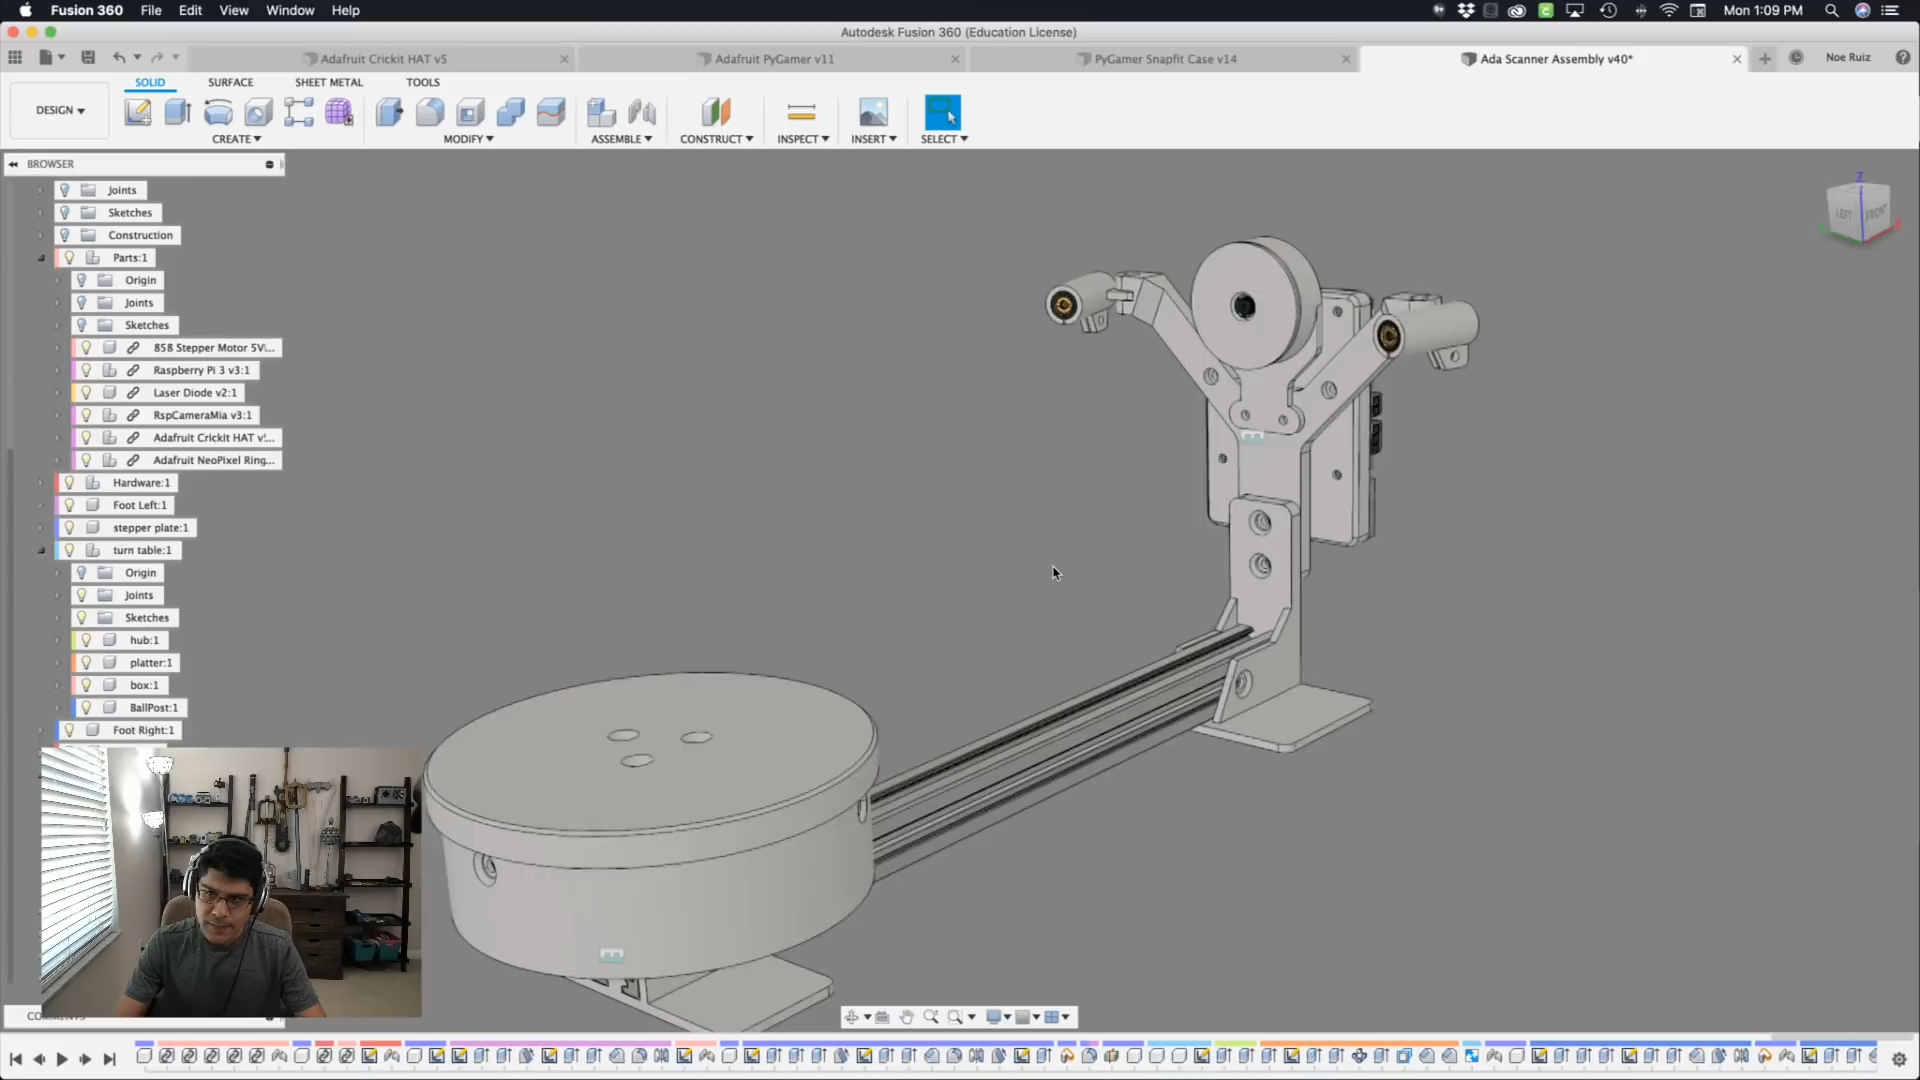 Fusion 360 File Edit View Window Help Mon 1:09 PM
Autodesk Fusion 360 (Education License)
Adafruit Crickit HAT v5 Adafruit PyGamer v11 PyGamer Snapfit Case v14 Ada Scanner Assembly v40* Noe Ruiz
SOLID SURFACE SHEET METAL TOOLS
DESIGN
CREATE MODIFY ASSEMBLE CONSTRUCT INSPECT INSERT SELECT
BROWSER
Joints
Sketches
Construction
Parts:1
Origin
Joints
Sketches
858 Stepper Motor 5V\...
Raspberry Pi 3 v3:1
Laser Diode v2:1
RspCameraMia v3:1
Adafruit Crickit HAT v!...
Adafruit NeoPixel Ring...
Hardware:1
Foot Left:1
stepper plate:1
turn table:1
Origin
Joints
Sketches
hub:1
platter:1
box:1
BallPost:1
Foot Right:1
Z
LEFT FRONT